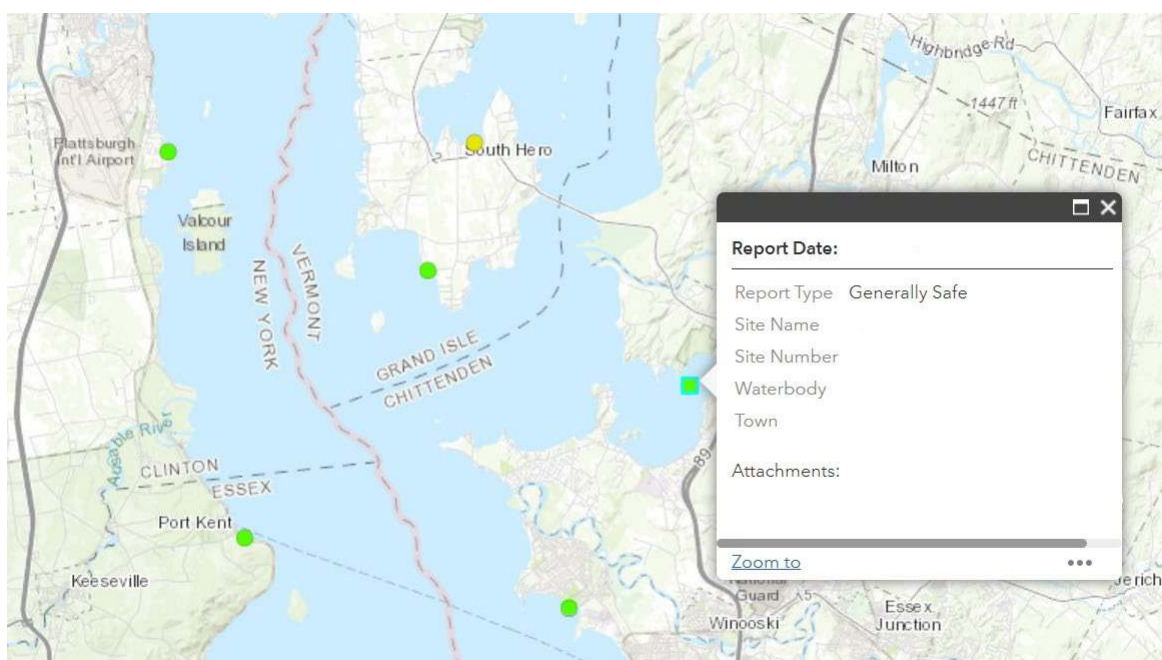 Highbridge Rd
1447 ft
Fairfax
Plattsburgh
Int'l Airport
South Hero
Milton
CHITTENDEN
Valcour
Island
VERMONT
NEW YORK
Report Date:
Report Type Generally Safe
Site Name
Site Number
Waterbody
Town
Attachments:
Zoom to
GRAND ISLE
CHITTENDEN
Ausable River
CLINTON
ESSEX
89
Port Kent
Keeseville
Guard
Winooski
Essex
Junction
Jerich